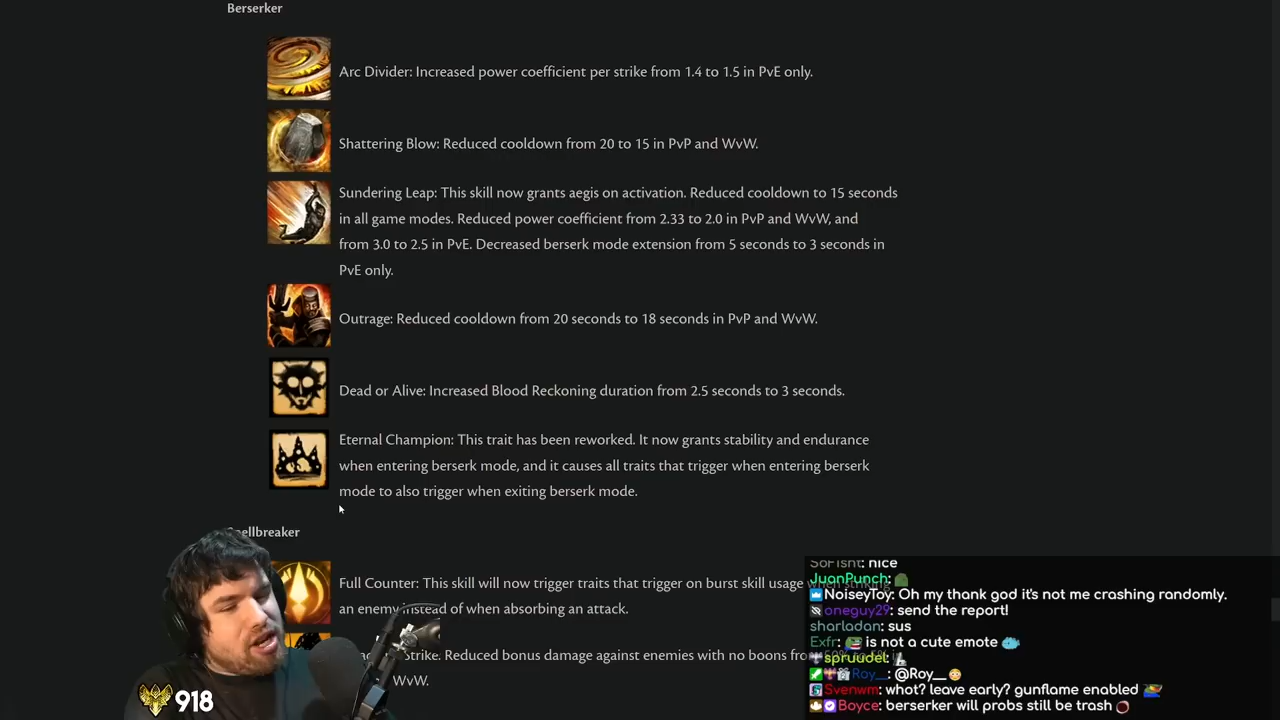 Berserker
Arc Divider: Increased power coefficient per strike from 1.4 to 1.5 in PvE only.
Shattering Blow: Reduced cooldown from 20 to 15 in PvP and WvW.
Sundering Leap: This skill now grants aegis on activation. Reduced cooldown to 15 seconds
in all game modes. Reduced power coefficient from 2.33 to 2.0 in PvP and WvW, and
from 3.0 to 2.5 in PvE. Decreased berserk mode extension from 5 seconds to 3 seconds in
PvE only.
Outrage: Reduced cooldown from 20 seconds to 18 seconds in PvP and WvW.
Dead or Alive: Increased Blood Reckoning duration from 2.5 seconds to 3 seconds.
Eternal Champion: This trait has been reworked. It now grants stability and endurance
when entering berserk mode, and it causes all traits that trigger when entering berserk
mode to also trigger when exiting berserk mode.
Spellbreaker
Full Counter: This skill will now trigger traits that trigger on burst skill usage when striking
an enemy instead of when absorbing an attack.
Strike. Reduced bonus damage against enemies with no boons
WvW.
918
SoFisht: nice
JuanPunch:
NoiseyToy: Oh my thank god it's not me crashing randomly.
oneguy29: send the report!
sharladan: sus
Exfr: is not a cute emote
spruudel:
Roy__: @Roy__
Svenwm: whot? leave early? gunflame enabled
Boyce: berserker will probs still be trash